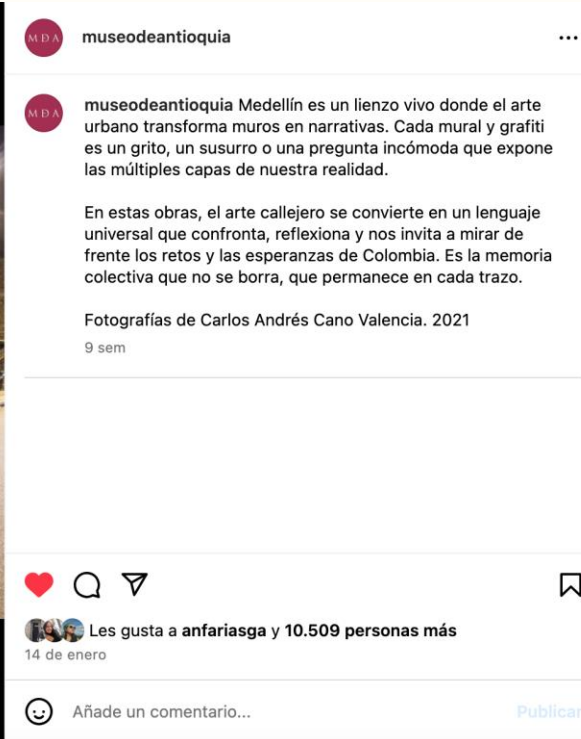 MDA
museodeantioquia
MDA
museodeantioquia Medellín es un lienzo vivo donde el arte
urbano transforma muros en narrativas. Cada mural y grafiti
es un grito, un susurro o una pregunta incómoda que expone
las múltiples capas de nuestra realidad.
En estas obras, el arte callejero se convierte en un lenguaje
universal que confronta, reflexiona y nos invita a mirar de
frente los retos y las esperanzas de Colombia. Es la memoria
colectiva que no se borra, que permanece en cada trazo.
Fotografías de Carlos Andrés Cano Valencia. 2021
9 sem
Les gusta a anfariasga y 10.509 personas más
14 de enero
Añade un comentario...
Publicar